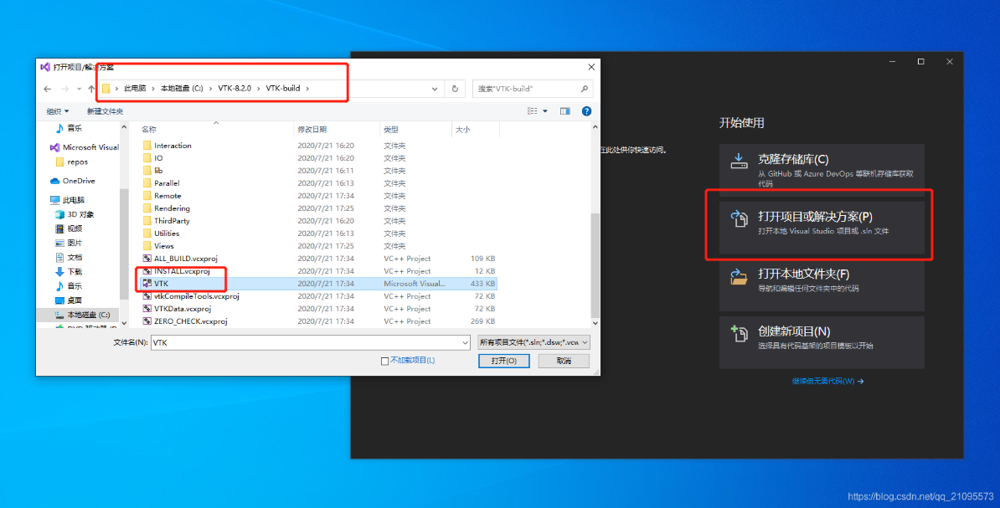 打开项目/解决方案
此电脑 › 本地磁盘 (C:) › VTK-8.2.0 › VTK-build ›
搜索"VTK-build"
组织 新建文件夹
音乐
Microsoft Visual
repos
OneDrive
此电脑
3D 对象
视频
图片
文档
下载
音乐
桌面
本地磁盘 (C:)
名称 修改日期 类型 大小
Interaction 2020/7/21 16:20 文件夹
IO 2020/7/21 16:20 文件夹
lib 2020/7/21 16:11 文件夹
Parallel 2020/7/21 16:13 文件夹
Remote 2020/7/21 17:34 文件夹
Rendering 2020/7/21 17:25 文件夹
ThirdParty 2020/7/21 16:20 文件夹
Utilities 2020/7/21 16:13 文件夹
Views 2020/7/21 17:25 文件夹
ALL_BUILD.vcxproj 2020/7/21 17:34 VC++ Project 109 KB
INSTALL.vcxproj 2020/7/21 17:34 VC++ Project 12 KB
VTK 2020/7/21 17:34 Microsoft Visual... 433 KB
vtkCompileTools.vcxproj 2020/7/21 17:34 VC++ Project 72 KB
VTKData.vcxproj 2020/7/21 17:34 VC++ Project 72 KB
ZERO_CHECK.vcxproj 2020/7/21 17:34 VC++ Project 269 KB
文件名(N): VTK
所有项目文件(*.sln;*.dsw;*.vcw
不加载项目(L)
打开(O) 取消
在此处供你快速访问。
开始使用
克隆存储库(C)
从 GitHub 或 Azure DevOps 等联机存储库获取
代码
打开项目或解决方案(P)
打开本地 Visual Studio 项目或 .sln 文件
打开本地文件夹(F)
导航和编辑任何文件夹中的代码
创建新项目(N)
选择具有代码基架的项目模板以开始
继续但无需代码(W) →
https://blog.csdn.net/qq_21095573